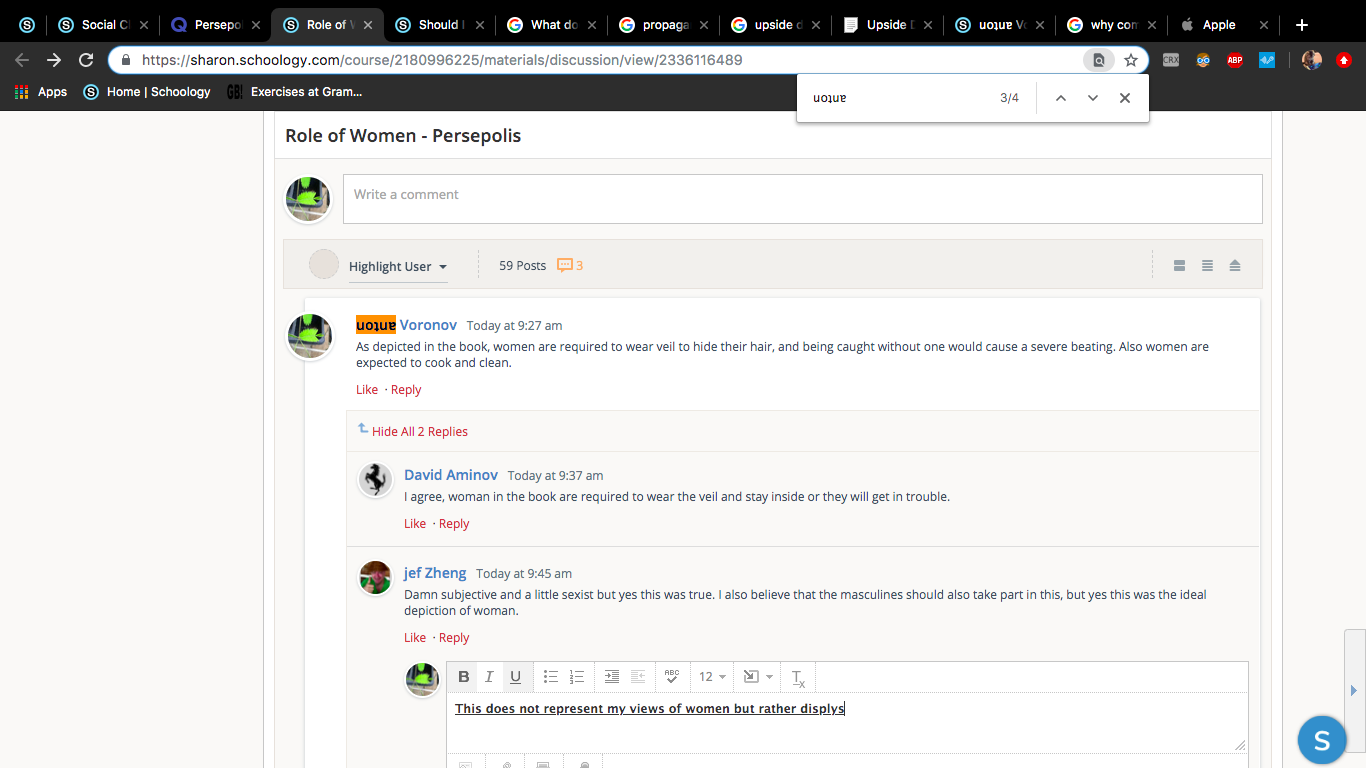 Social Cl
Persepol
Role of W
Should I
What do
propaga
upside d
Upside D
uoʇuɐ Vo
why com
Apple
https://sharon.schoology.com/course/2180996225/materials/discussion/view/2336116489
CRX
ABP
Apps
Home | Schoology
GB!
Exercises at Gram...
uoʇuɐ
3/4
Role of Women - Persepolis
Write a comment
Highlight User
59 Posts
3
uoʇuɐ Voronov Today at 9:27 am
As depicted in the book, women are required to wear veil to hide their hair, and being caught without one would cause a severe beating. Also women are
expected to cook and clean.
Like · Reply
Hide All 2 Replies
David Aminov Today at 9:37 am
I agree, woman in the book are required to wear the veil and stay inside or they will get in trouble.
Like · Reply
jef Zheng Today at 9:45 am
Damn subjective and a little sexist but yes this was true. I also believe that the masculines should also take part in this, but yes this was the ideal
depiction of woman.
Like · Reply
B I U ABC 12 Tx
This does not represent my views of women but rather displys
S